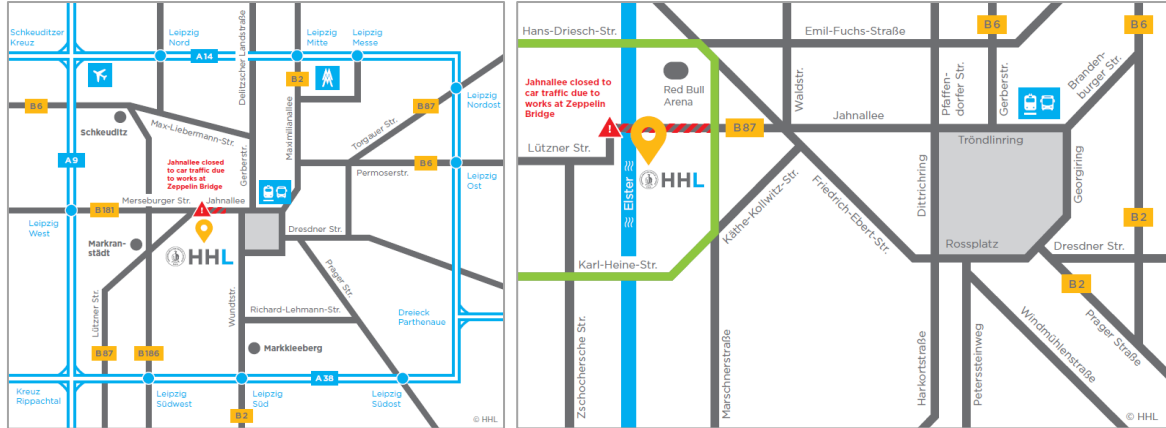 Schkeuditzer
Kreuz
Leipzig
Nord
Delitzscher Landstraße
Leipzig
Mitte
Leipzig
Messe
A14
B2
Leipzig
Nordost
B6
B87
Schkeuditz
Max-Liebermann-Str.
Maximilianallee
Torgauer Str.
A9
Jahnallee closed
to car traffic due
to works at
Zeppelin Bridge
Gerberstr.
B6
Permoserstr.
Leipzig
Ost
Merseburger Str.
Jahnallee
B181
Leipzig
West
Markran-
städt
HHL
Dresdner Str.
Prager Str.
Lützner Str.
Wundtstr.
Richard-Lehmann-Str.
Dreieck
Parthenaue
B87
B186
Markkleeberg
A38
Kreuz
Rippachtal
Leipzig
Südwest
Leipzig
Süd
Leipzig
Südost
B2
© HHL
Hans-Driesch-Str.
Emil-Fuchs-Straße
B6
B6
Jahnallee closed to
car traffic due to
works at Zeppelin
Bridge
Red Bull
Arena
Waldstr.
Pfaffen-
dorfer Str.
Gerberstr.
Branden-
burger Str.
B87
Jahnallee
Lützner Str.
Tröndlinring
Elster
HHL
Käthe-Kollwitz-Str.
Friedrich-Ebert-Str.
Dittrichring
Georgiring
B2
Karl-Heine-Str.
Rossplatz
Dresdner Str.
B2
Zschochersche Str.
Marschnerstraße
Harkortstraße
Peterssteinweg
Windmühlenstraße
Prager Straße
© HHL